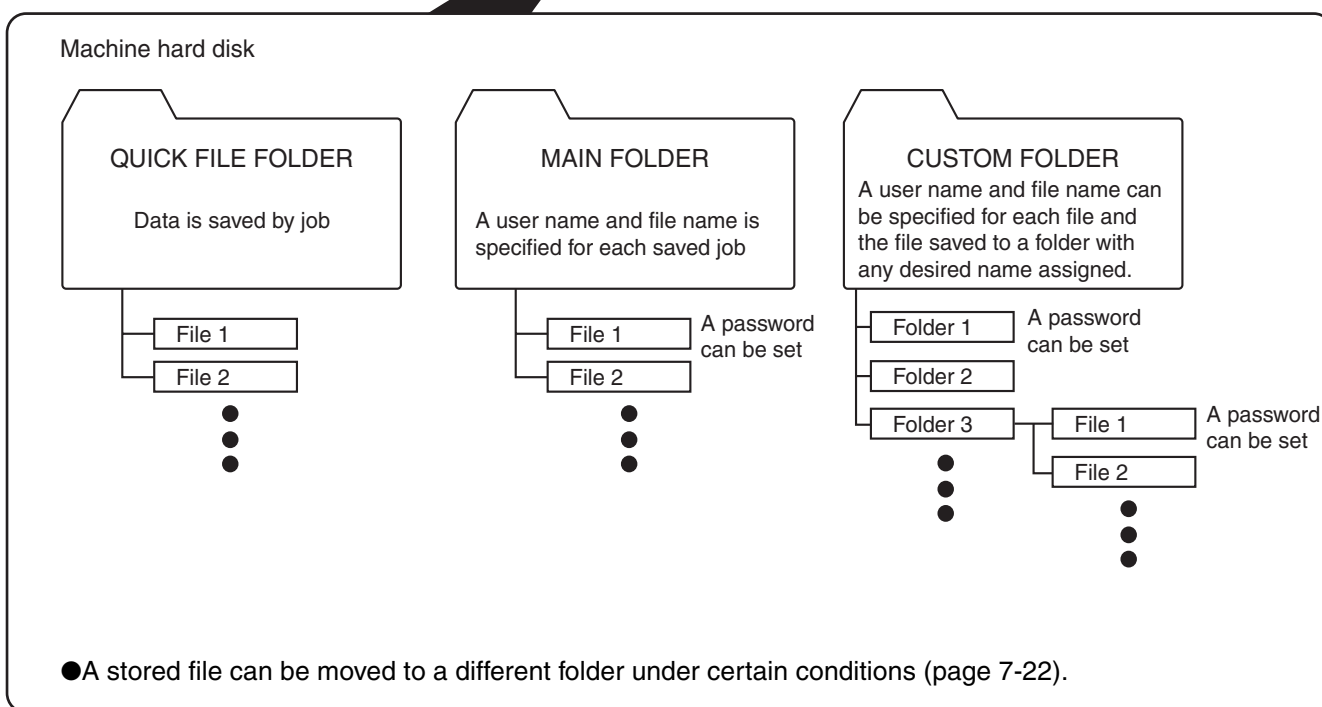 Machine hard disk
QUICK FILE FOLDER
Data is saved by job
File 1
File 2
MAIN FOLDER
A user name and file name is
specified for each saved job
File 1
A password
can be set
File 2
CUSTOM FOLDER
A user name and file name can
be specified for each file and
the file saved to a folder with
any desired name assigned.
Folder 1
A password
can be set
Folder 2
Folder 3
File 1
A password
can be set
File 2
●A stored file can be moved to a different folder under certain conditions (page 7-22).